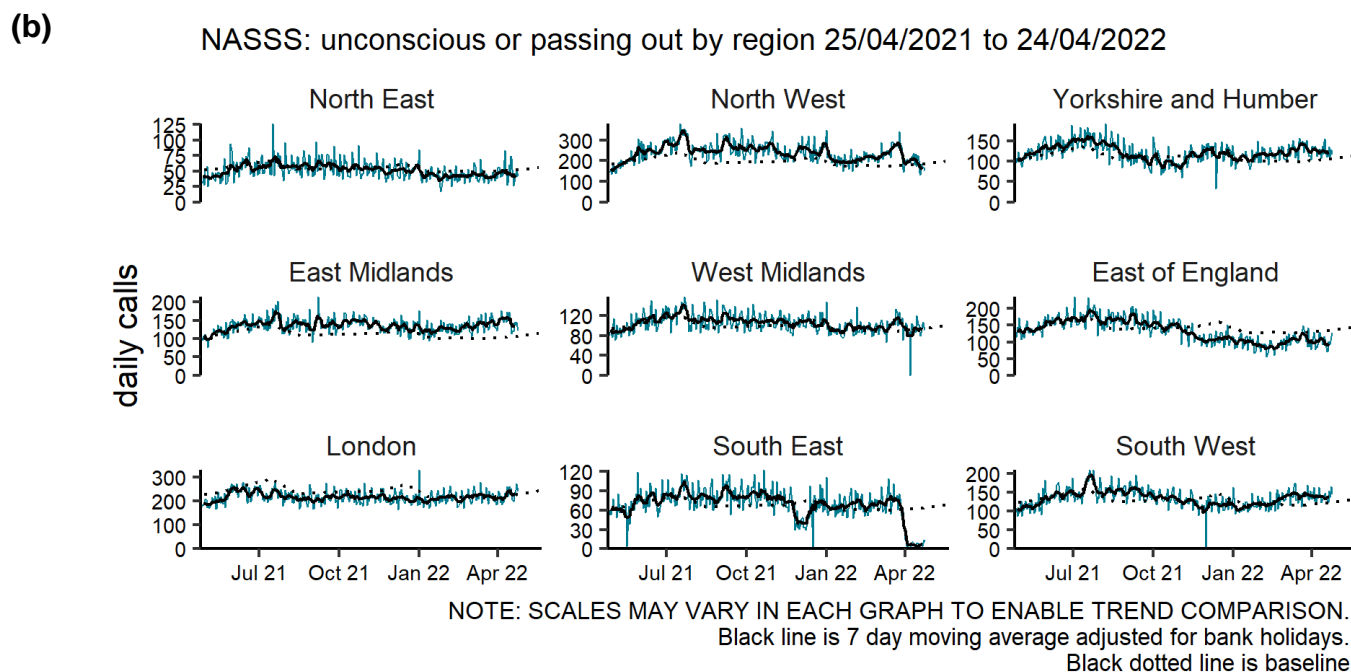 (b)
NASSS: unconscious or passing out by region 25/04/2021 to 24/04/2022
North East
North West
Yorkshire and Humber
125
100
75
50
25
0
300
200
100
0
150
100
50
0
daily calls
East Midlands
West Midlands
East of England
200
150
100
50
0
120
80
40
0
200
150
100
50
0
London
South East
South West
300
200
100
0
120
90
60
30
0
200
150
100
50
0
Jul 21 Oct 21 Jan 22 Apr 22
Jul 21 Oct 21 Jan 22 Apr 22
Jul 21 Oct 21 Jan 22 Apr 22
NOTE: SCALES MAY VARY IN EACH GRAPH TO ENABLE TREND COMPARISON.
Black line is 7 day moving average adjusted for bank holidays.
Black dotted line is baseline